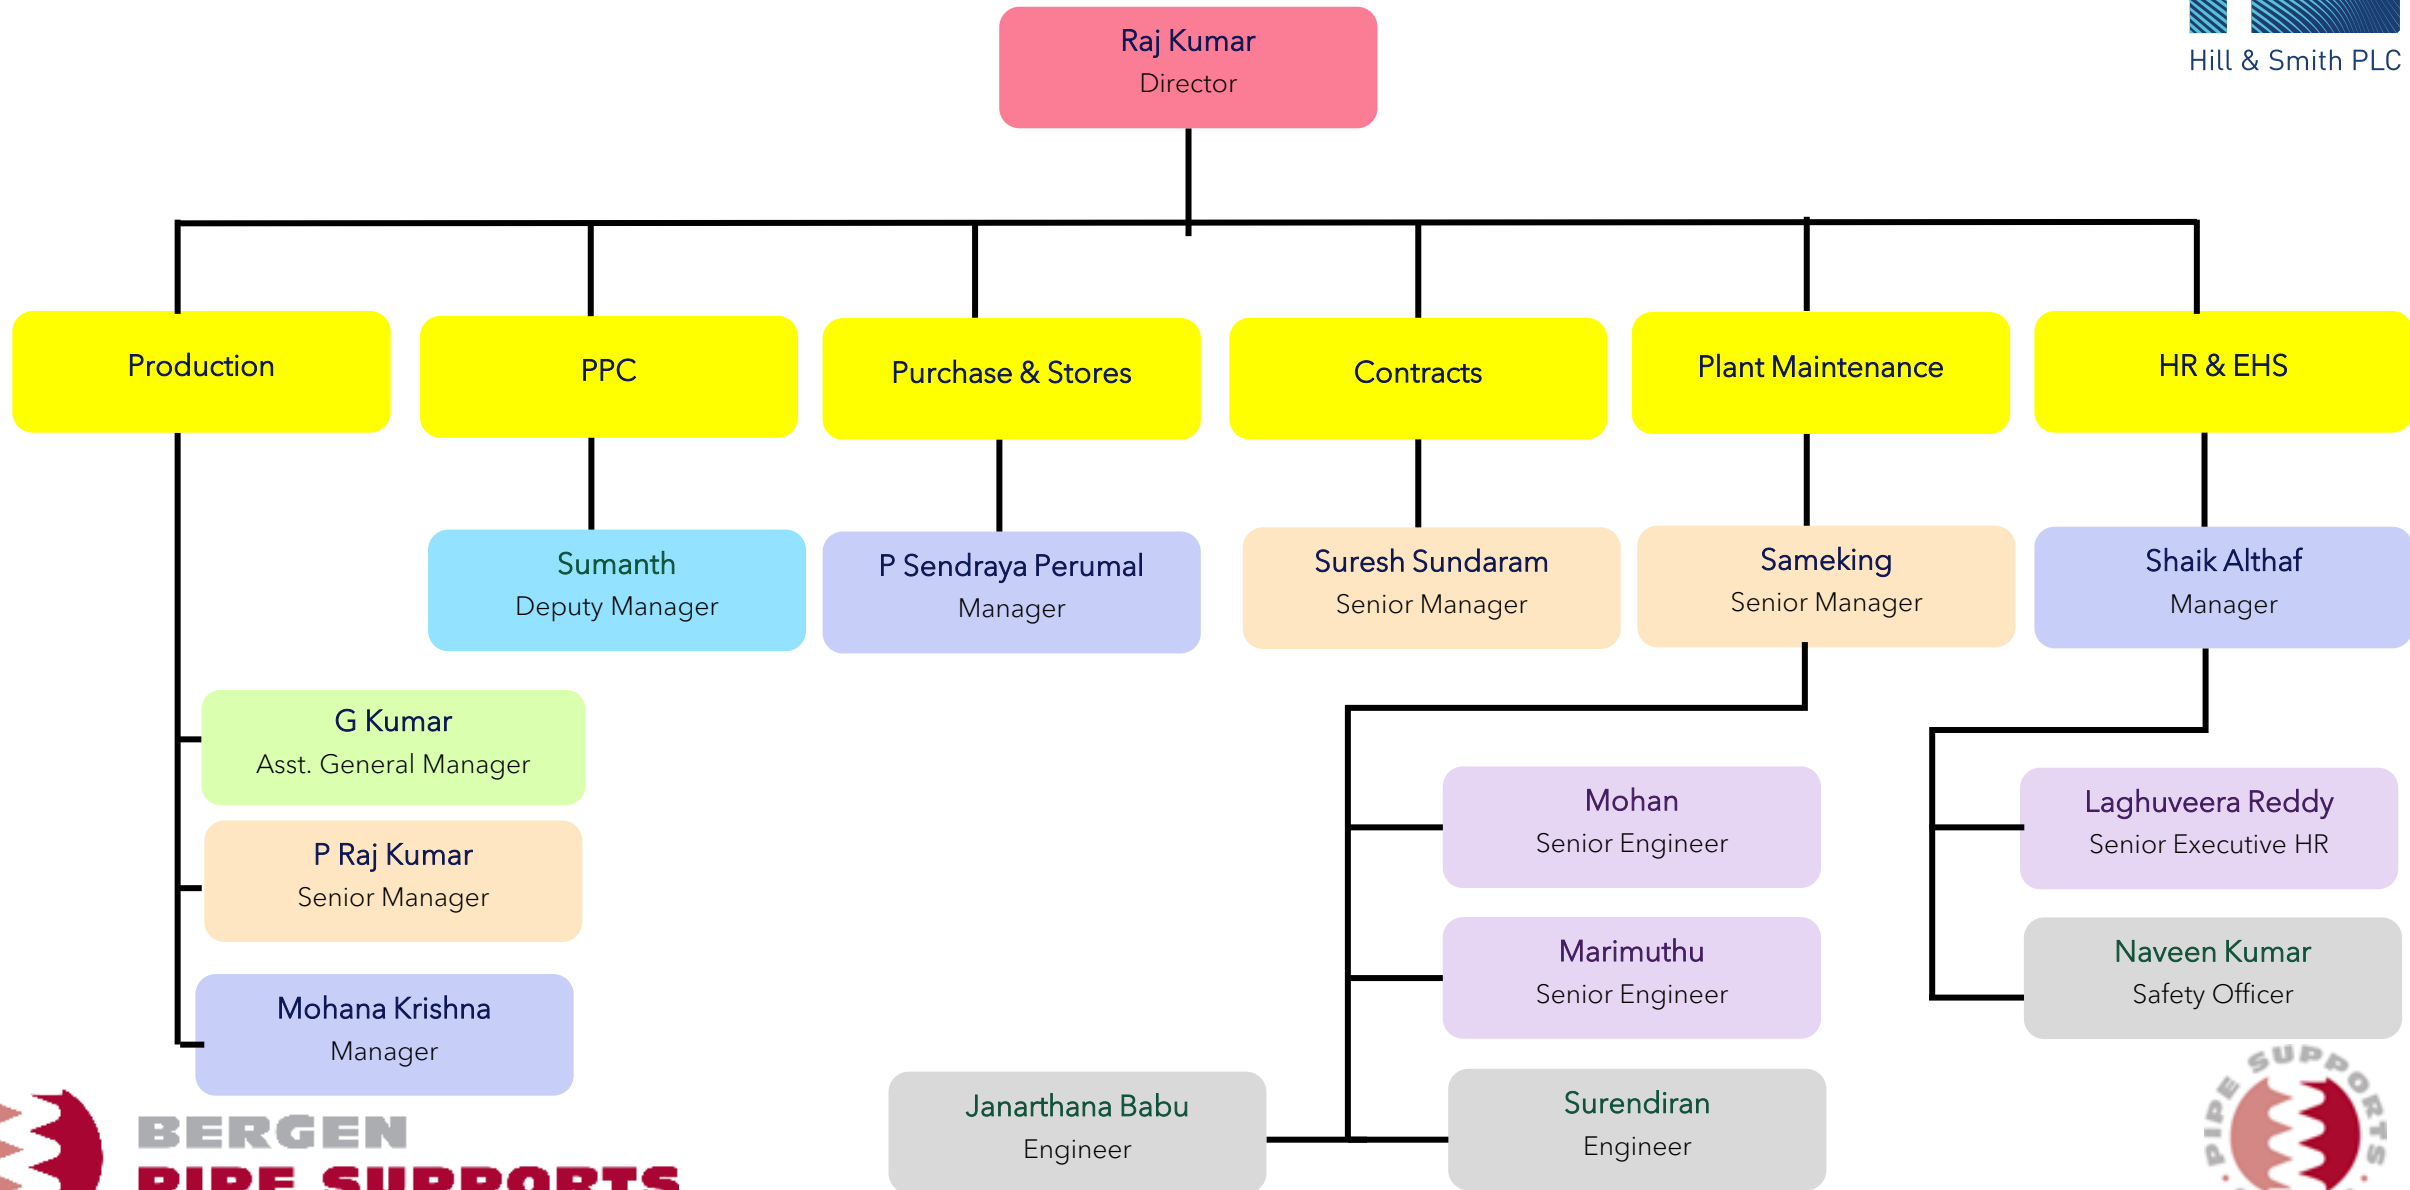 Raj Kumar
Director
Hill & Smith PLC
Production
PPC
Purchase & Stores
Contracts
Plant Maintenance
HR & EHS
Sumanth
Deputy Manager
P Sendraya Perumal
Manager
Suresh Sundaram
Senior Manager
Sameking
Senior Manager
Shaik Althaf
Manager
G Kumar
Asst. General Manager
P Raj Kumar
Senior Manager
Mohana Krishna
Manager
Mohan
Senior Engineer
Marimuthu
Senior Engineer
Janarthana Babu
Engineer
Surendiran
Engineer
Laghuveera Reddy
Senior Executive HR
Naveen Kumar
Safety Officer
BERGEN
PIPE SUPPORTS
PIPE SUPPORTS